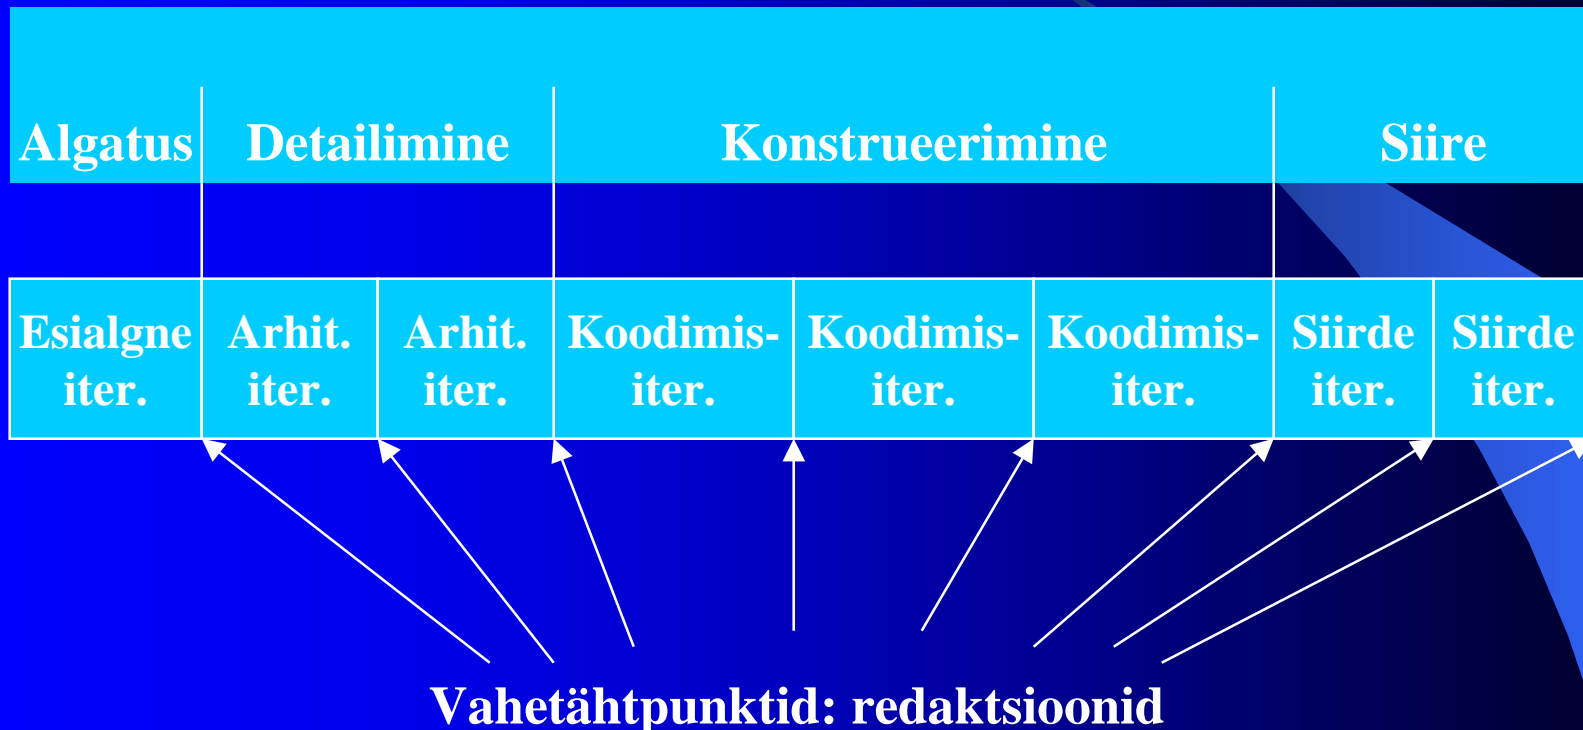 Algatus Detailimine Konstrueerimine Siire
Esialgne Arhit. Arhit. Koodimis- Koodimis- Koodimis- Siirde Siirde
iter. iter. iter. iter. iter. iter. iter. iter.
Vahetähtpunktid: redaktsioonid